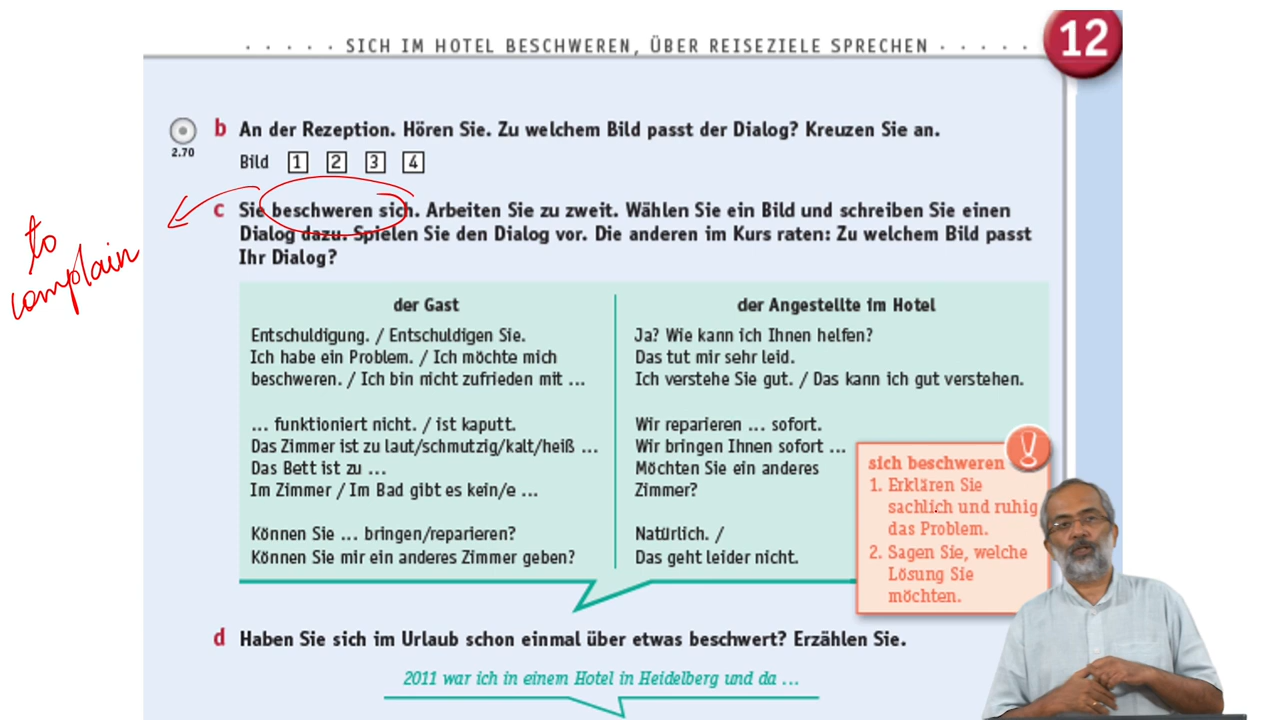 SICH IM HOTEL BESCHWEREN, ÜBER REISEZIELE SPRECHEN
12
2.70
b An der Rezeption. Hören Sie. Zu welchem Bild passt der Dialog? Kreuzen Sie an.
Bild 1 2 3 4
c Sie beschweren sich. Arbeiten Sie zu zweit. Wählen Sie ein Bild und schreiben Sie einen
Dialog dazu. Spielen Sie den Dialog vor. Die anderen im Kurs raten: Zu welchem Bild passt
Ihr Dialog?
to
complain
der Gast
Entschuldigung. / Entschuldigen Sie.
Ich habe ein Problem. / Ich möchte mich
beschweren. / Ich bin nicht zufrieden mit ...
... funktioniert nicht. / ist kaputt.
Das Zimmer ist zu laut/schmutzig/kalt/heiß ...
Das Bett ist zu ...
Im Zimmer / Im Bad gibt es kein/e ...
Können Sie ... bringen/reparieren?
Können Sie mir ein anderes Zimmer geben?
der Angestellte im Hotel
Ja? Wie kann ich Ihnen helfen?
Das tut mir sehr leid.
Ich verstehe Sie gut. / Das kann ich gut verstehen.
Wir reparieren ... sofort.
Wir bringen Ihnen sofort ...
Möchten Sie ein anderes
Zimmer?
Natürlich. /
Das geht leider nicht.
!
sich beschweren
1. Erklären Sie
sachlich und ruhig
das Problem.
2. Sagen Sie, welche
Lösung Sie
möchten.
d Haben Sie sich im Urlaub schon einmal über etwas beschwert? Erzählen Sie.
2011 war ich in einem Hotel in Heidelberg und da ...